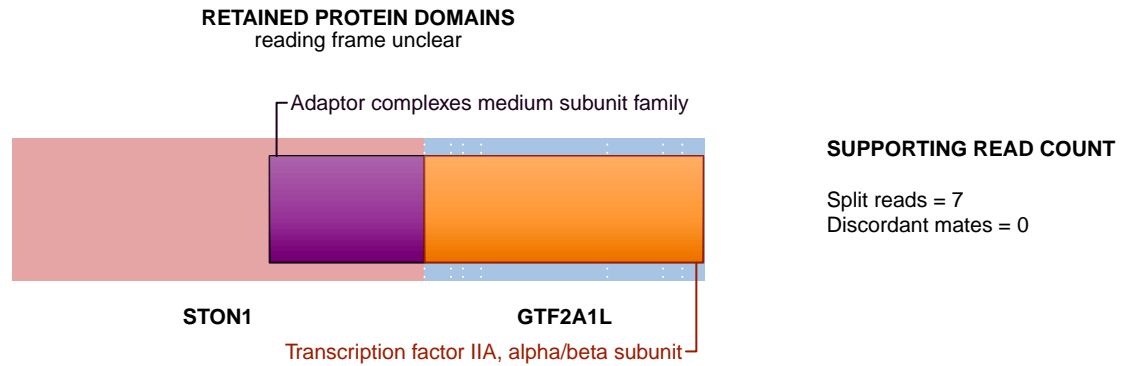 RETAINED PROTEIN DOMAINS
reading frame unclear
Adaptor complexes medium subunit family
SUPPORTING READ COUNT
Split reads = 7
Discordant mates = 0
STON1
GTF2A1L
Transcription factor IIA, alpha/beta subunit